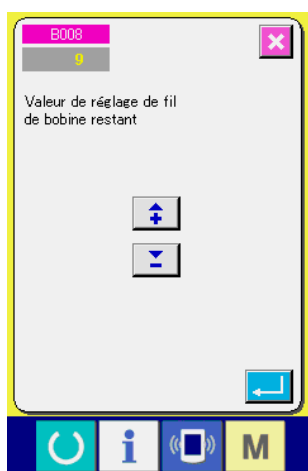 B008
9
Valeur de réglage de fil
de bobine restant
i
M